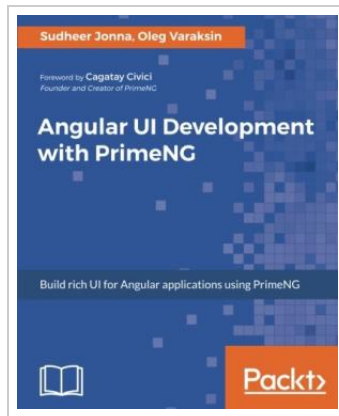 Sudheer Jonna, Oleg Varaksin
Foreword by Cagatay Civici
Founder and Creator of PrimeNG
Angular UI Development
with PrimeNG
Build rich UI for Angular applications using PrimeNG
Packt>